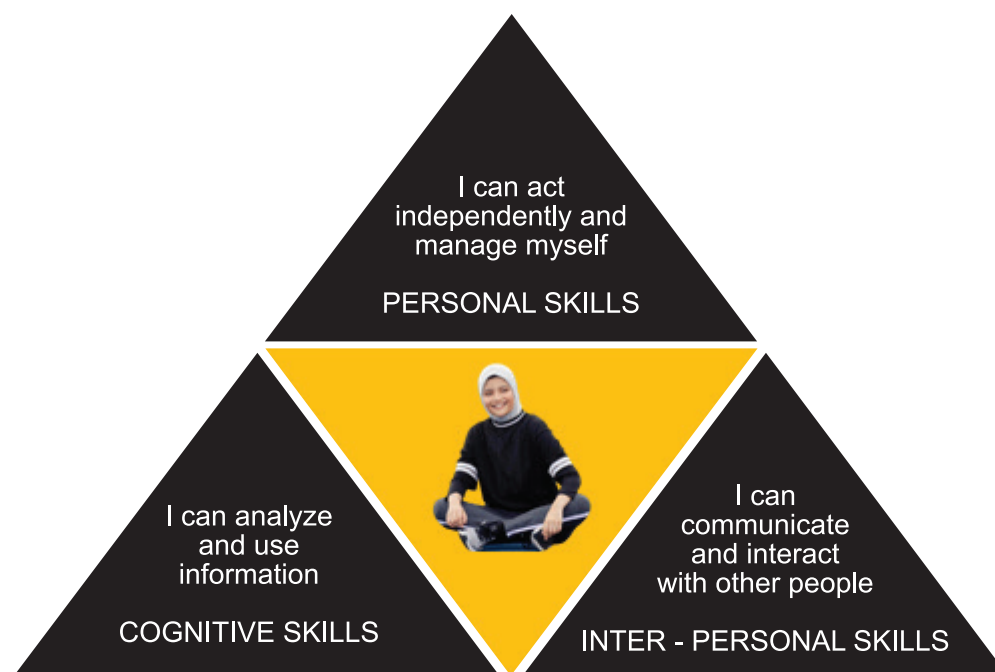 I can act
independently and
manage myself
PERSONAL SKILLS
I can analyze
and use
information
COGNITIVE SKILLS
I can
communicate
and interact
with other people
INTER - PERSONAL SKILLS